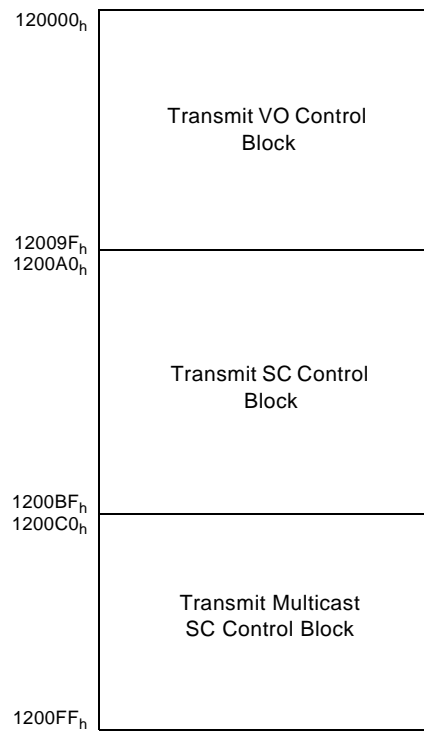 120000h
Transmit VO Control
Block
12009Fh
1200A0h
Transmit SC Control
Block
1200BFh
1200C0h
Transmit Multicast
SC Control Block
1200FFh